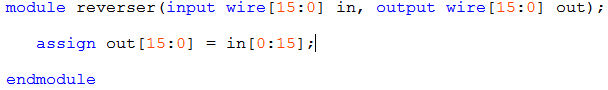 module reverser(input wire[15:0] in, output wire[15:0] out);
assign out[15:0] = in[0:15];
endmodule